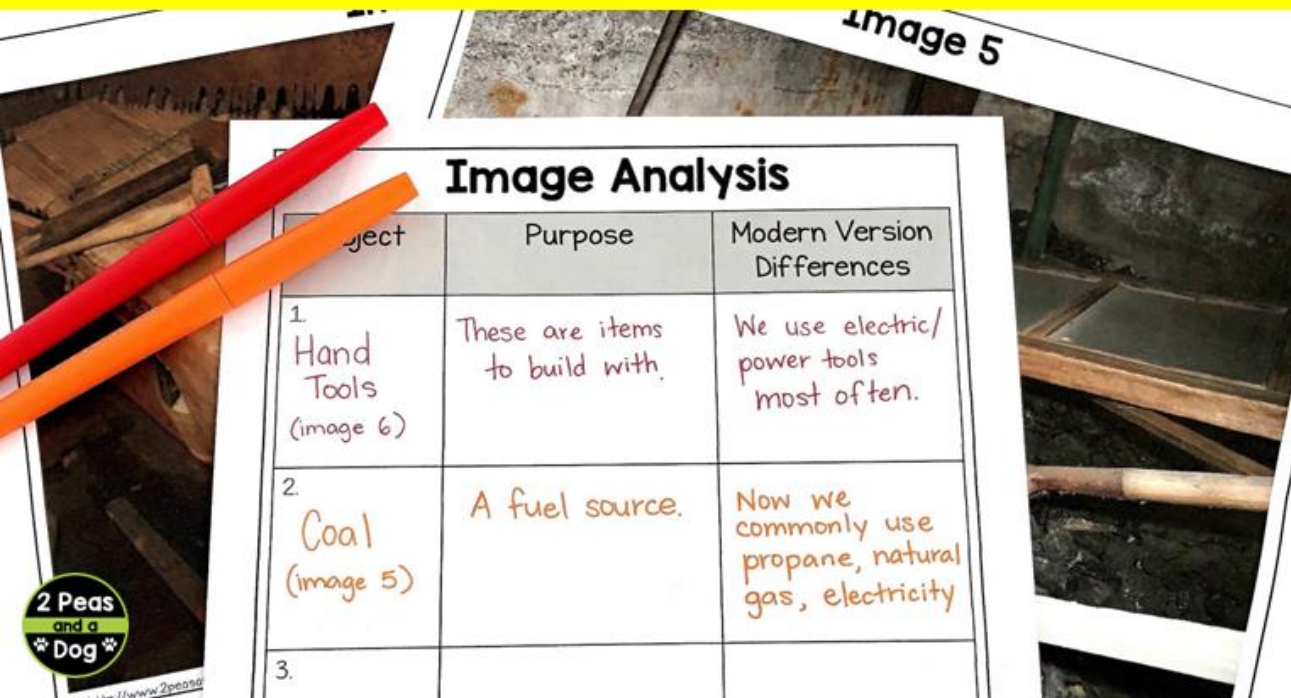 Image 5
Image Analysis
Purpose
Modern Version
Differences
1.
Hand
Tools
(image 6)
These are items
to build with.
We use electric/
power tools
most often.
2.
Coal
(image 5)
A fuel source.
Now we
commonly use
propane, natural
gas, electricity
3.
2 Peas
and a
Dog